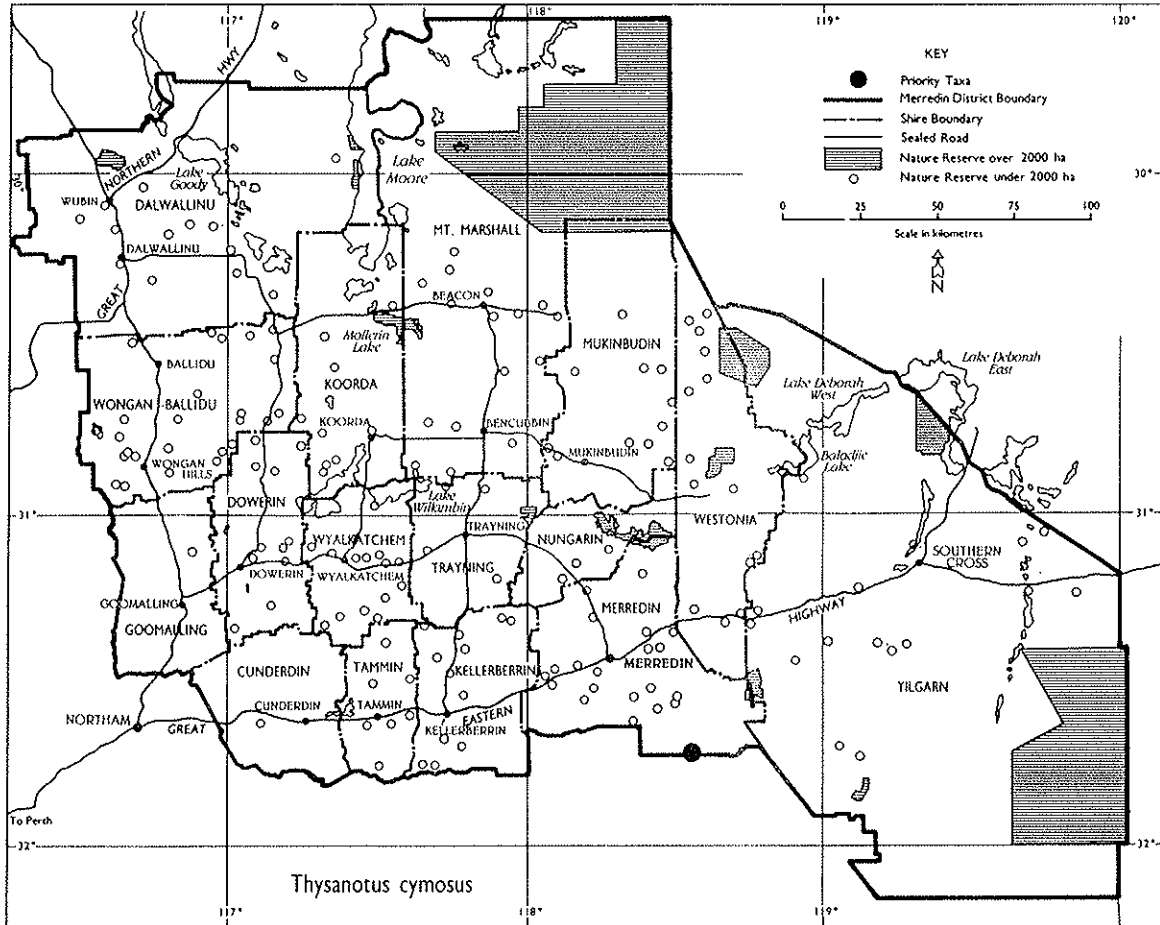 117°
118°
119°
120°
HWY
KEY
Priority Taxa
Merredin District Boundary
Shire Boundary
Sealed Road
Nature Reserve over 2000 ha
Nature Reserve under 2000 ha
0 25 50 75 100
Scale in kilometres
N
NORTHERN
Lake Goody
Lake Moore
30°
30°
WUBIN
DALWALLINU
MT. MARSHALL
DALWALLINU
GREAT
BEACON
Mollerin Lake
MUKINBUDIN
BALLIDU
KOORDA
Lake Deborah East
Lake Deborah West
WONGAN-BALLIDU
KOORDA
BENCUBBIN
MUKINBUDIN
Baladjie Lake
WONGAN HILLS
DOWERIN
Lake Wilkambin
31°
31°
WYALKATCHEM
TRAYNING
NUNGARIN
WESTONIA
SOUTHERN CROSS
DOWERIN
WYALKATCHEM
TRAYNING
GOOMALLING
GOOMALLING
MERREDIN
HIGHWAY
CUNDERDIN
TAMMIN
KELLERBERRIN
MERREDIN
YILGARN
NORTHAM
GREAT
CUNDERDIN
TAMMIN
EASTERN
KELLERBERRIN
To Perth
32°
32°
Thysanotus cymosus
117°
118°
119°